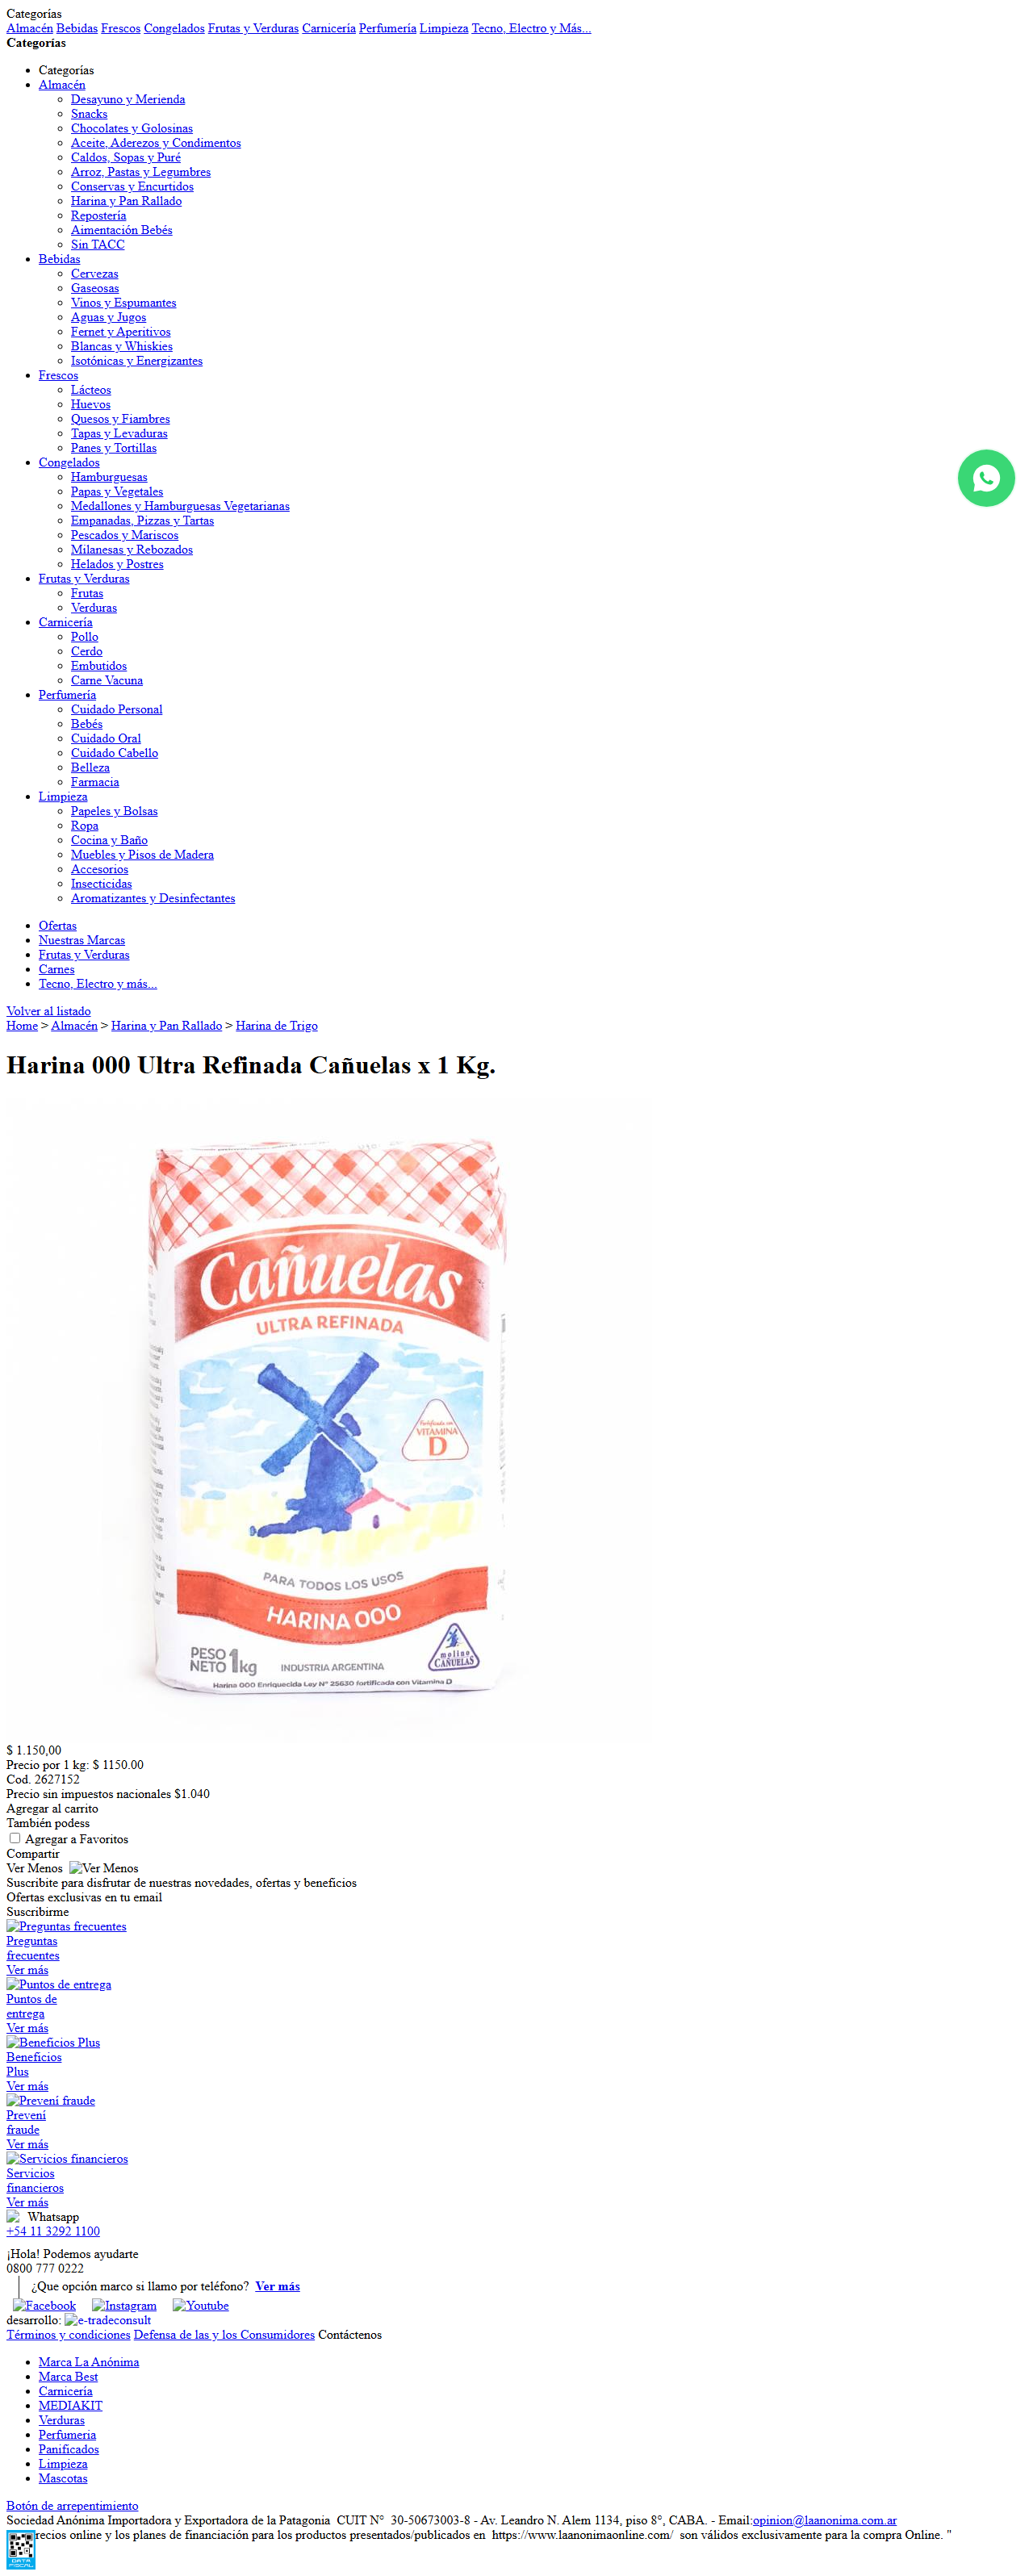 Categorías
Almacén Bebidas Frescos Congelados Frutas y Verduras Carnicería Perfumería Limpieza Tecno, Electro y Más...
Categorías
Categorías
Almacén
Desayuno y Merienda
Snacks
Chocolates y Golosinas
Aceite, Aderezos y Condimentos
Caldos, Sopas y Puré
Arroz, Pastas y Legumbres
Conservas y Encurtidos
Harina y Pan Rallado
Repostería
Aimentación Bebés
Sin TACC
Bebidas
Cervezas
Gaseosas
Vinos y Espumantes
Aguas y Jugos
Fernet y Aperitivos
Blancas y Whiskies
Isotónicas y Energizantes
Frescos
Lácteos
Huevos
Quesos y Fiambres
Tapas y Levaduras
Panes y Tortillas
Congelados
Hamburguesas
Papas y Vegetales
Medallones y Hamburguesas Vegetarianas
Empanadas, Pizzas y Tartas
Pescados y Mariscos
Milanesas y Rebozados
Helados y Postres
Frutas y Verduras
Frutas
Verduras
Carnicería
Pollo
Cerdo
Embutidos
Carne Vacuna
Perfumería
Cuidado Personal
Bebés
Cuidado Oral
Cuidado Cabello
Belleza
Farmacia
Limpieza
Papeles y Bolsas
Ropa
Cocina y Baño
Muebles y Pisos de Madera
Accesorios
Insecticidas
Aromatizantes y Desinfectantes
Ofertas
Nuestras Marcas
Frutas y Verduras
Carnes
Tecno, Electro y más...
Volver al listado
Home > Almacén > Harina y Pan Rallado > Harina de Trigo
Harina 000 Ultra Refinada Cañuelas x 1 Kg.
Cañuelas
ULTRA REFINADA
Fortificada con
VITAMINA
D
PARA TODOS LOS USOS
HARINA 000
PESO
NETO 1kg
INDUSTRIA ARGENTINA
molino
CAÑUELAS
Harina 000 Enriquecida Ley Nº 25630 fortificada con Vitamina D
$ 1.150,00
Precio por 1 kg: $ 1150.00
Cod. 2627152
Precio sin impuestos nacionales $1.040
Agregar al carrito
También podess
Agregar a Favoritos
Compartir
Ver Menos Ver Menos
Suscribite para disfrutar de nuestras novedades, ofertas y beneficios
Ofertas exclusivas en tu email
Suscribirme
Preguntas frecuentes
Preguntas
frecuentes
Ver más
Puntos de entrega
Puntos de
entrega
Ver más
Beneficios Plus
Beneficios
Plus
Ver más
Prevení fraude
Prevení
fraude
Ver más
Servicios financieros
Servicios
financieros
Ver más
Whatsapp
+54 11 3292 1100
¡Hola! Podemos ayudarte
0800 777 0222
¿Que opción marco si llamo por teléfono? Ver más
Facebook Instagram Youtube
desarrollo: e-tradeconsult
Términos y condiciones Defensa de las y los Consumidores Contáctenos
Marca La Anónima
Marca Best
Carnicería
MEDIAKIT
Verduras
Perfumeria
Panificados
Limpieza
Mascotas
Botón de arrepentimiento
Sociedad Anónima Importadora y Exportadora de la Patagonia CUIT N° 30-50673003-8 - Av. Leandro N. Alem 1134, piso 8°, CABA. - Email:opinion@laanonima.com.ar
recios online y los planes de financiación para los productos presentados/publicados en https://www.laanonimaonline.com/ son válidos exclusivamente para la compra Online. "
DATA
FISCAL